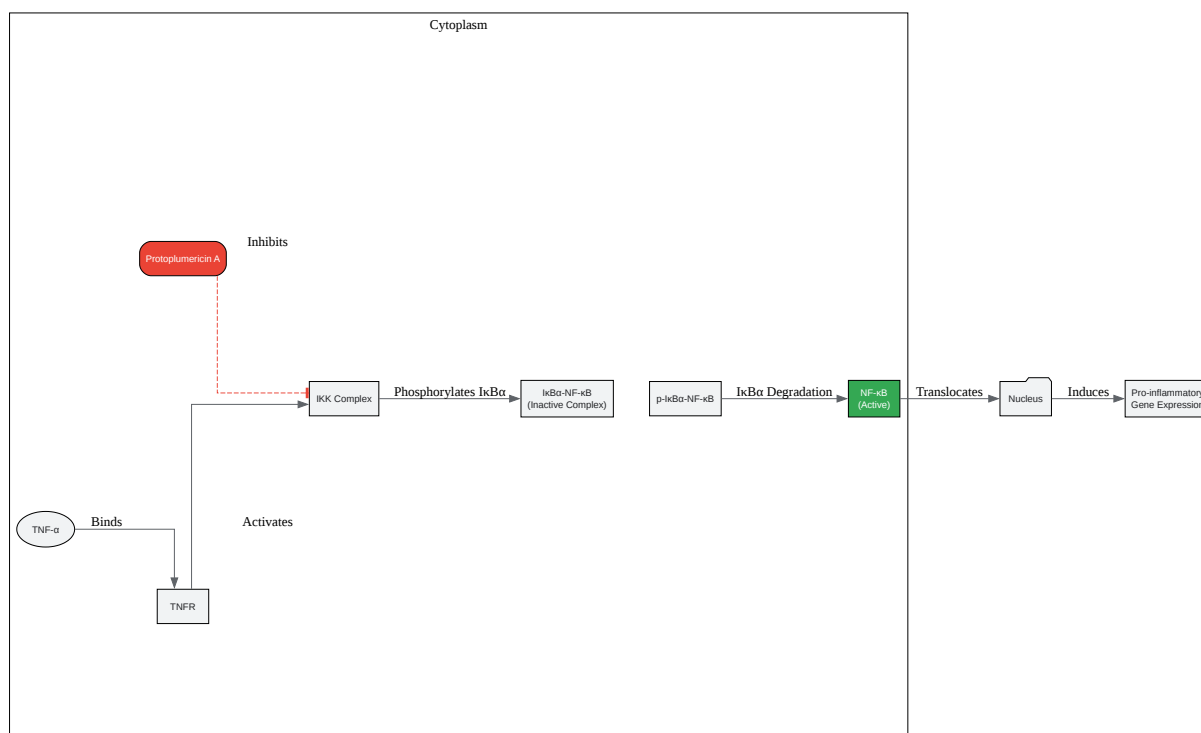 Cytoplasm
Inhibits
Protoplumericin A
IKK Complex
Phosphorylates IκBα
IκBα-NF-κB
(Inactive Complex)
p-IκBα-NF-κB
IκBα Degradation
NF-κB
(Active)
Translocates
Nucleus
Induces
Pro-inflammatory
Gene Expression
TNF-α
Binds
Activates
TNFR